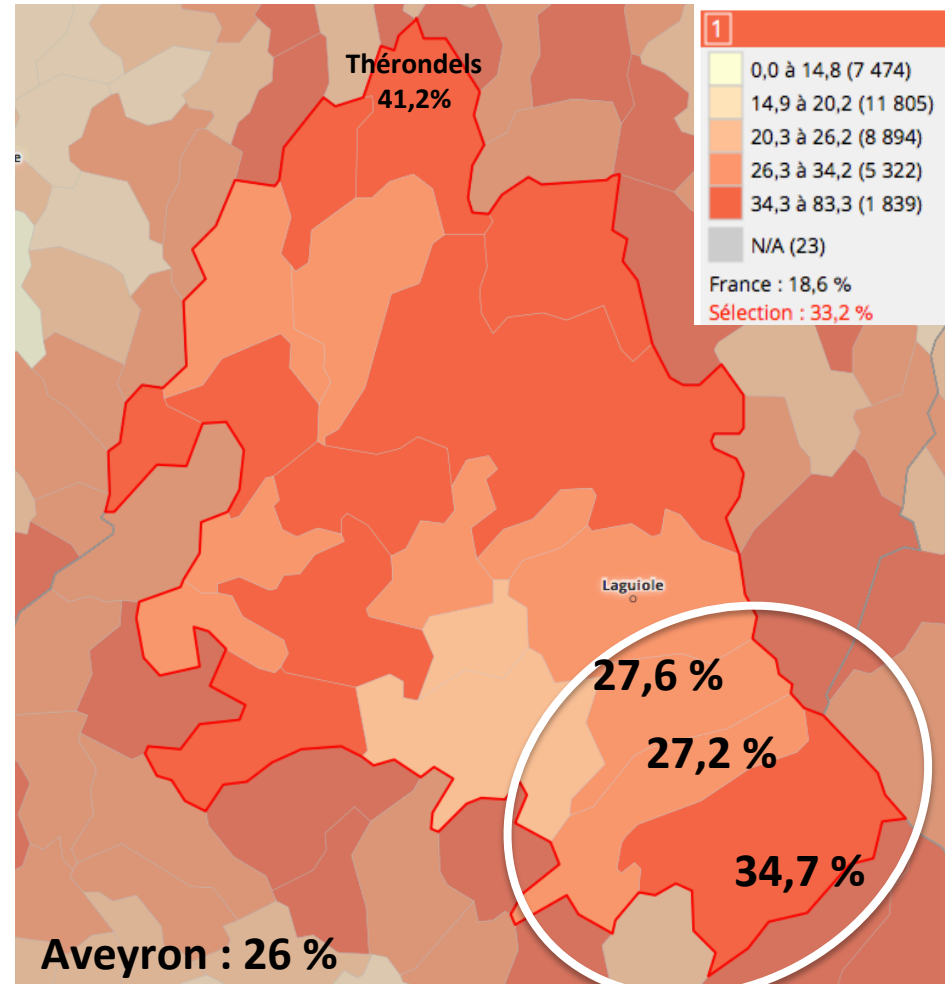 Thérondels
41,2%
1
0,0 à 14,8 (7 474)
14,9 à 20,2 (11 805)
20,3 à 26,2 (8 894)
26,3 à 34,2 (5 322)
34,3 à 83,3 (1 839)
N/A (23)
France : 18,6 %
Sélection : 33,2 %
e
Laguiole
27,6 %
27,2 %
34,7 %
Aveyron : 26 %